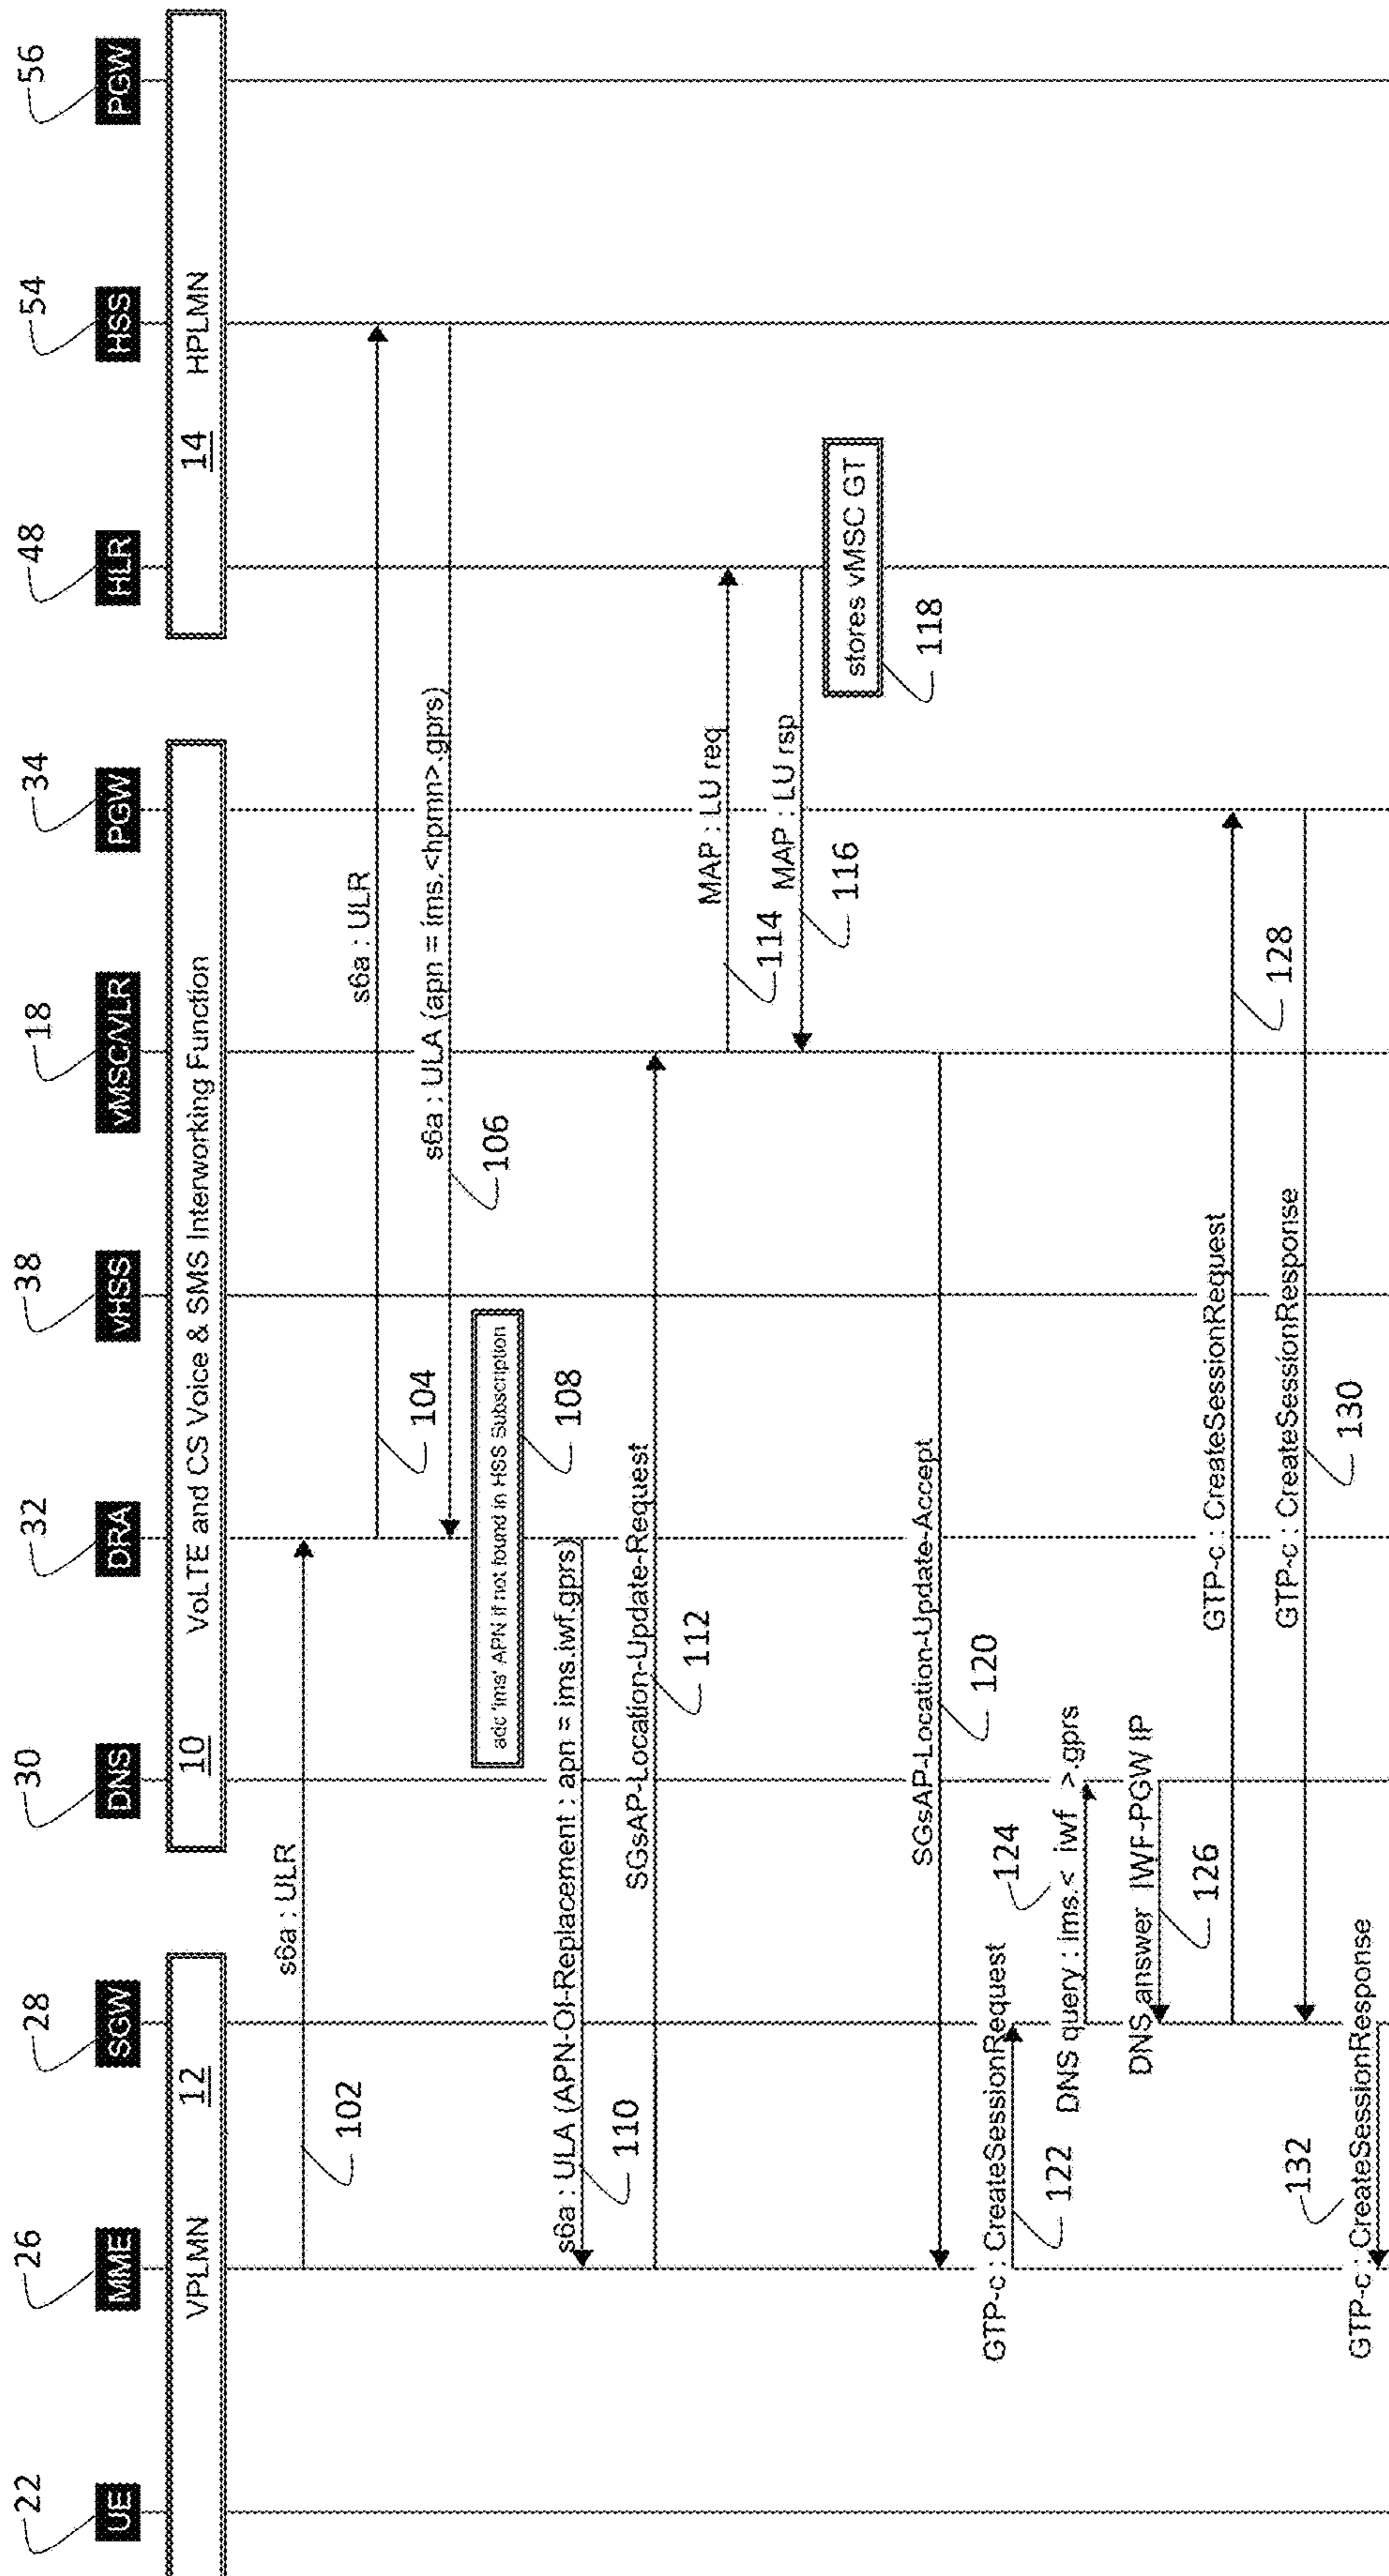 22
26
28
30
32
38
18
34
48
54
56
UE
MME
SGW
DNS
DRA
vHSS
vMSC/VLR
PGW
HLR
HSS
PGW
VPLMN 12
10 VoLTE and CS Voice & SMS Interworking Function
14 HPLMN
s6a : ULR
102
s6a : ULR
104
s6a : ULA (apn = ims.<hpmn>.gprs)
106
add 'ims' APN if not found in HSS Subscription
108
s6a : ULA (APN-OI-Replacement : apn = ims.iwf.gprs)
110
SGsAP-Location-Update-Request
112
MAP : LU req
114
MAP : LU rsp
116
stores vMSC GT
118
SGsAP-Location-Update-Accept
120
GTP-c : CreateSessionRequest
122
DNS query : ims.< iwf >.gprs
124
DNS answer IWF-PGW IP
126
GTP-c : CreateSessionRequest
128
GTP-c : CreateSessionResponse
130
GTP-c : CreateSessionResponse
132